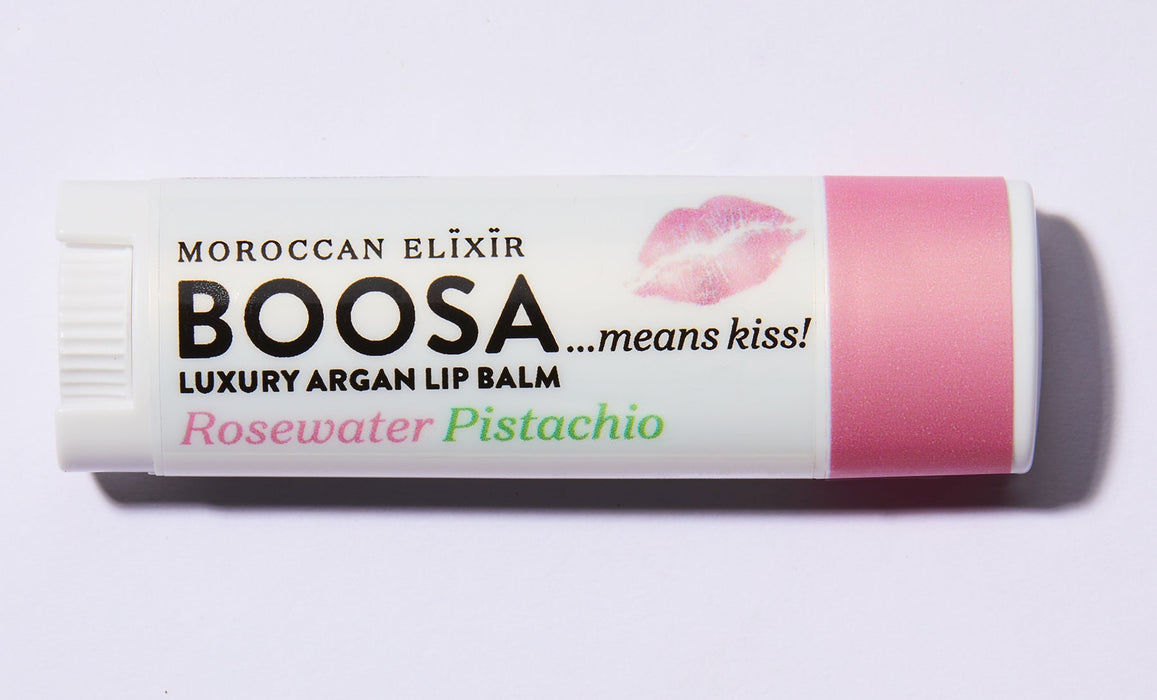 MOROCCAN ELÏXÏR
BOOSA ...means kiss!
LUXURY ARGAN LIP BALM
Rosewater Pistachio